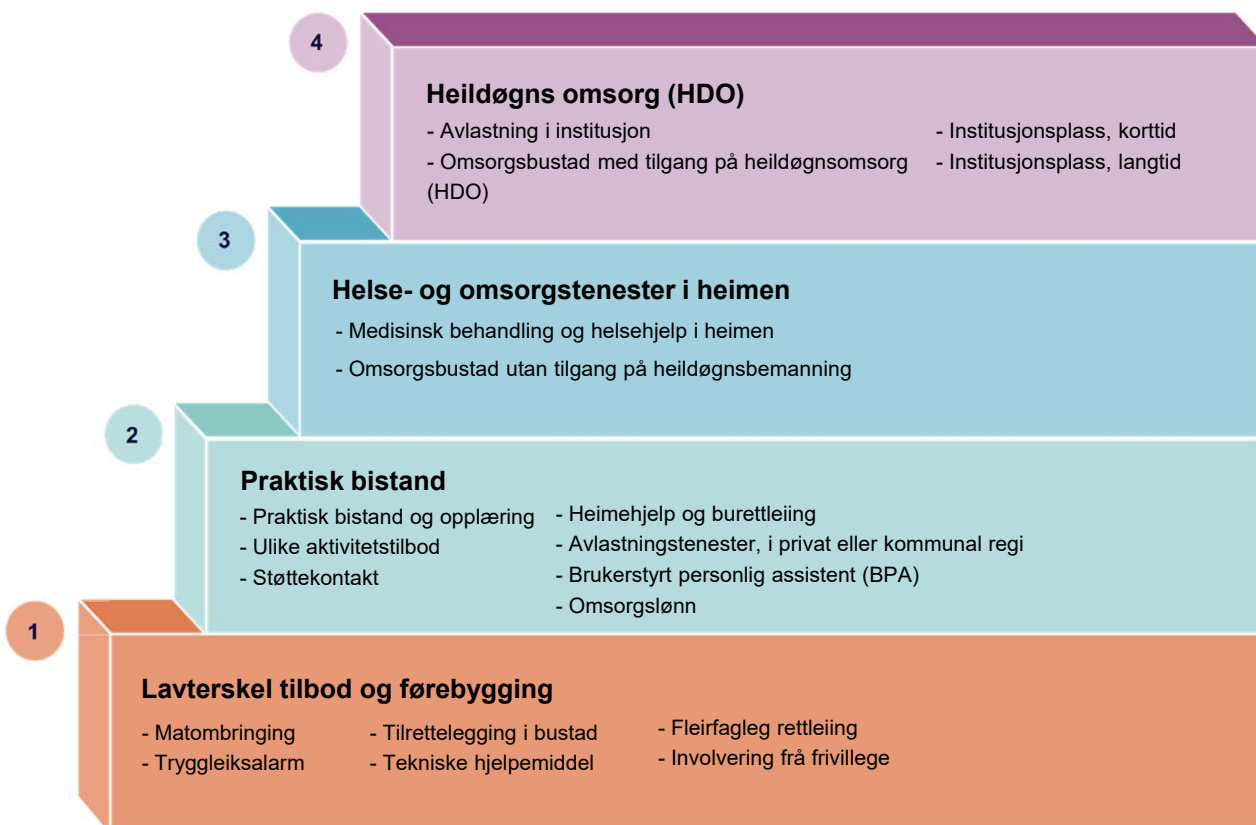 4
Heildøgns omsorg (HDO)
- Avlastning i institusjon
- Omsorgsbustad med tilgang på heildøgnsomsorg
(HDO)
- Institusjonsplass, korttid
- Institusjonsplass, langtid
3
Helse- og omsorgstenester i heimen
- Medisinsk behandling og helsehjelp i heimen
- Omsorgsbustad utan tilgang på heildøgnsbemanning
2
Praktisk bistand
- Praktisk bistand og opplæring
- Ulike aktivitetstilbod
- Støttekontakt
- Heimehjelp og burettleiing
- Avlastningstenester, i privat eller kommunal regi
- Brukerstyrt personlig assistent (BPA)
- Omsorgslønn
1
Lavterskel tilbod og førebygging
- Matombringing
- Tryggleiksalarm
- Tilrettelegging i bustad
- Tekniske hjelpemiddel
- Fleirfagleg rettleiing
- Involvering frå frivillege